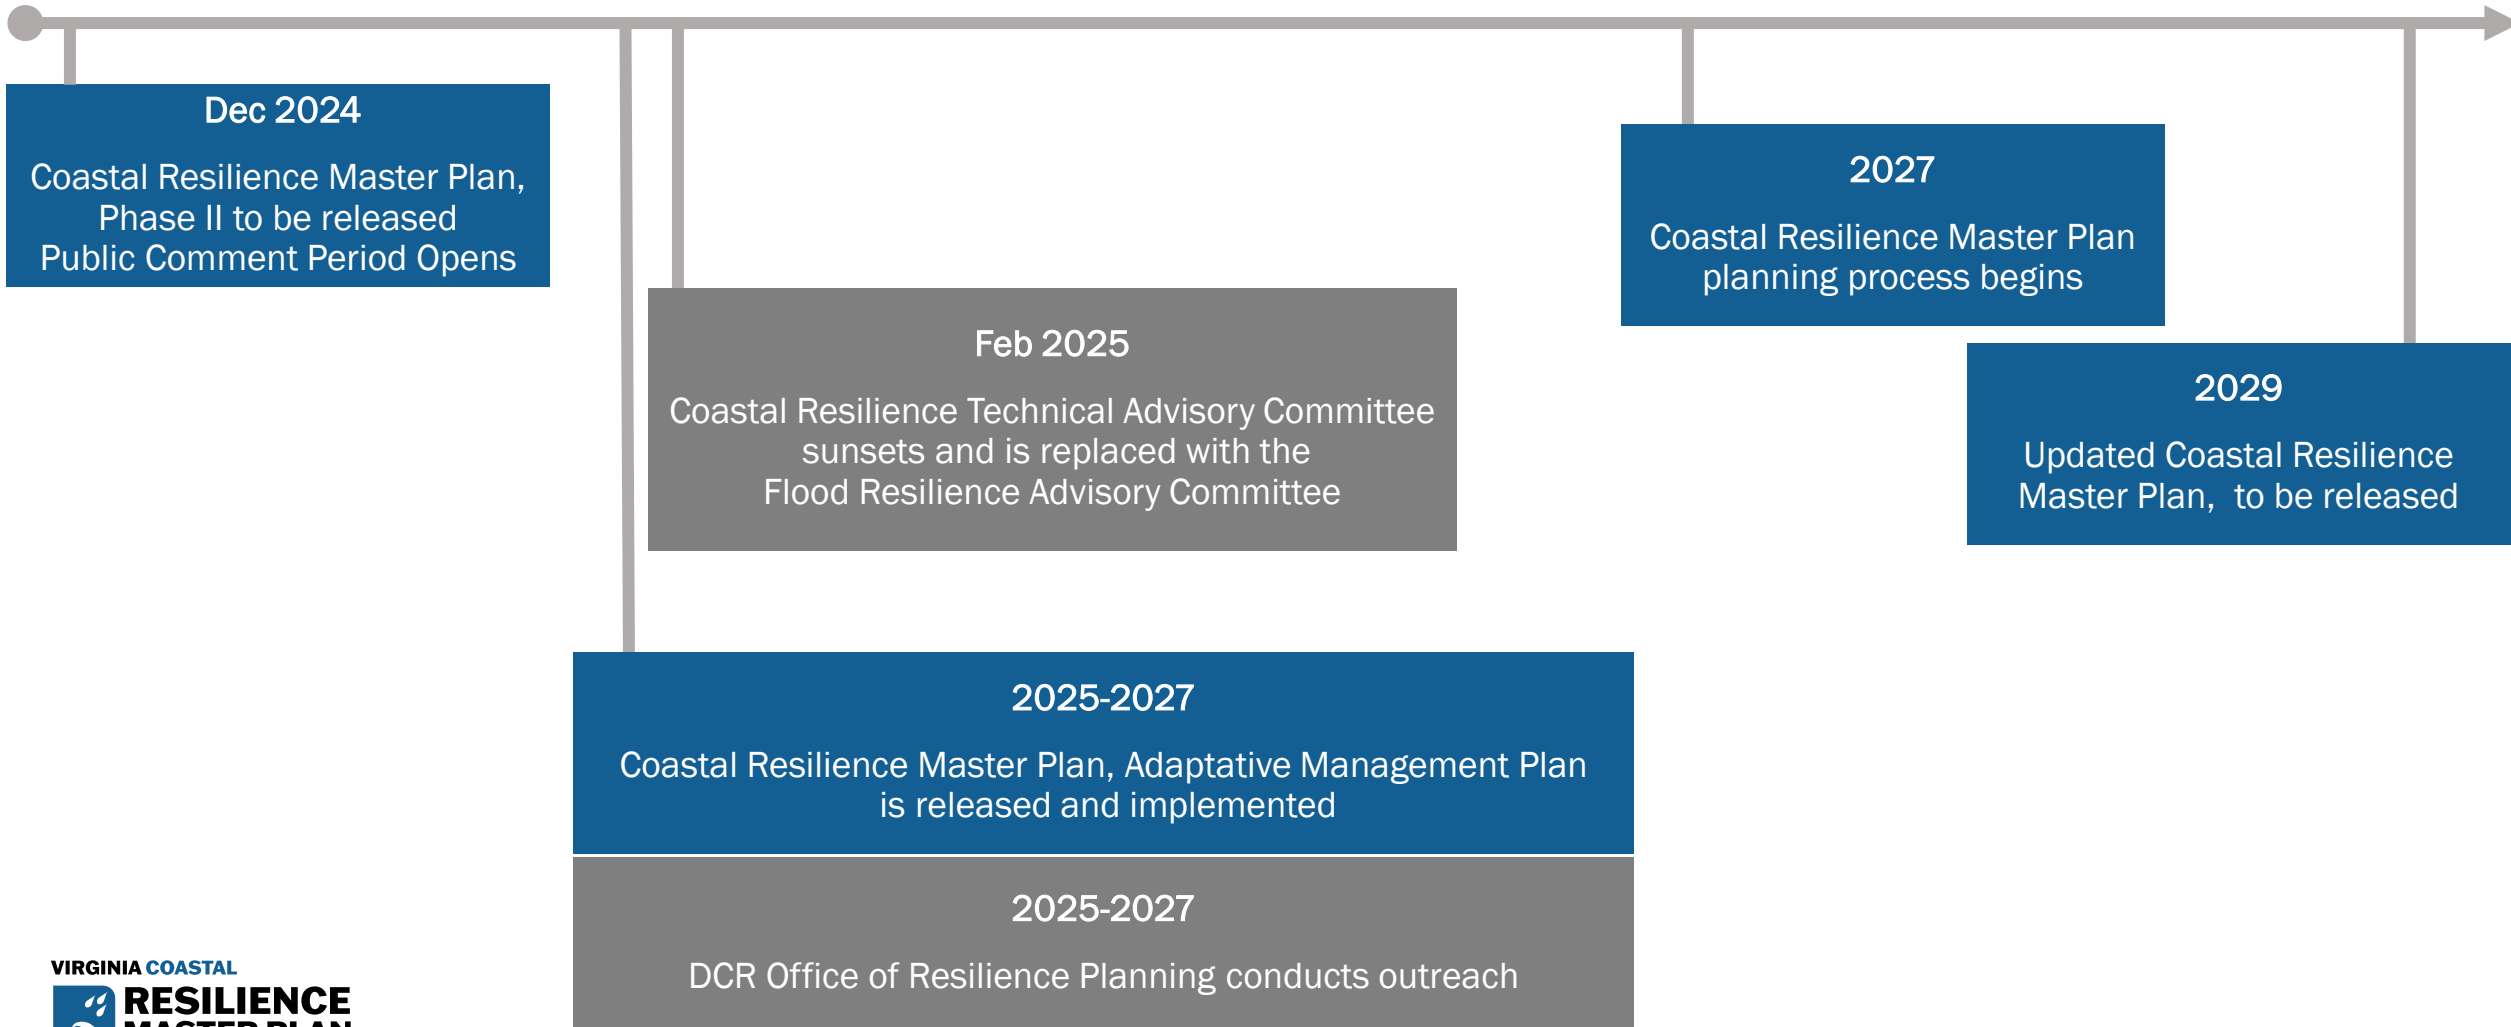 Dec 2024
Coastal Resilience Master Plan,
Phase II to be released
Public Comment Period Opens
Feb 2025
Coastal Resilience Technical Advisory Committee
sunsets and is replaced with the
Flood Resilience Advisory Committee
2027
Coastal Resilience Master Plan
planning process begins
2029
Updated Coastal Resilience
Master Plan,  to be released
2025-2027
Coastal Resilience Master Plan, Adaptative Management Plan
is released and implemented
2025-2027
DCR Office of Resilience Planning conducts outreach
VIRGINIA COASTAL
RESILIENCE
MASTER PLAN